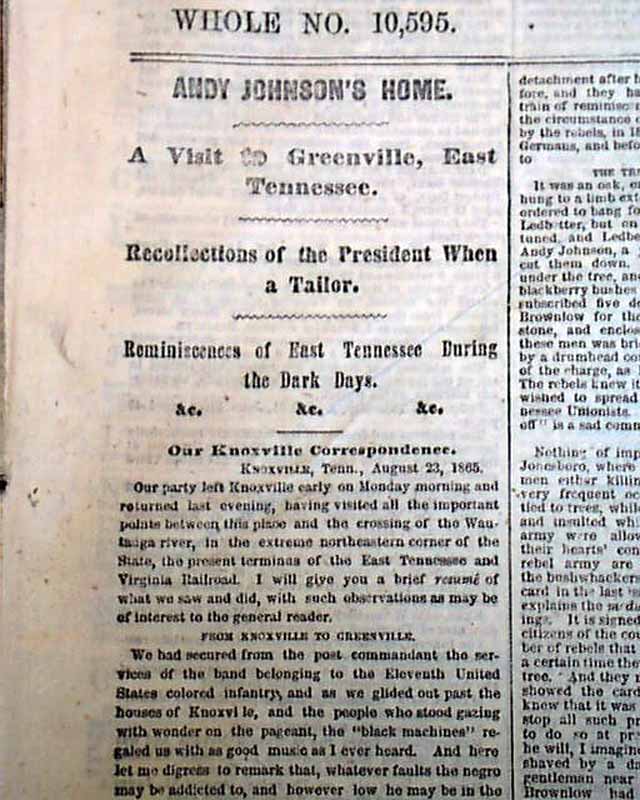 WHOLE NO. 10,595.
ANDY JOHNSON'S HOME.
A Visit to Greenville, East
Tennessee.
Recollections of the President When
a Tailor.
Reminiscences of East Tennessee During
the Dark Days.
&c. &c. &c.
Our Knoxville Correspondence.
KNOXVILLE, Tenn., August 23, 1865.
Our party left Knoxville early on Monday morning and
returned last evening, having visited all the important
points between this place and the crossing of the Wau-
tauga river, in the extreme northeastern corner of the
State, the present terminus of the East Tennessee and
Virginia Railroad. I will give you a brief resumé of
what we saw and did, with such observations as may be
of interest to the general reader.
FROM KNOXVILLE TO GREENVILLE.
We had secured from the post commandant the ser-
vices of the band belonging to the Eleventh United
States colored infantry, and as we glided out past the
houses of Knoxville, and the people who stood gazing
with wonder on the pageant, the "black machines" re-
galed us with as good music as I ever heard. And here
let me digress to remark that, whatever faults the negro
may be addicted to, and however low he may be in the
detachment after
fore, and they ha
train of reminisc
the circumstance
by the rebels, in
Germans, and befo
to
THE TR
It was an oak,
hung to a limb ext
ordered to hang fo
Ledbetter, but on
tuned, and Ledbe
Andy Johnson, a
cut them down.
under the tree, an
blackberry bushes
subscribed five do
Brownlow for the
stone, and enclos
these men was bri
by a drumhead co
of the charge, as
The rebels knew it
wished to spread
nessee Unionists.
off" is a sad comm
Nothing of imp
Jonesboro, where
men either killin
very frequent oc
tied to trees, while
and insulted whi
army were allow
their hearts' con
rebel army are
the bushwhacker
card in the last
explains the
ings. It is signed
citizens of the cou
ber of rebels that
a certain time the
tree. And they
showed the card
knew that it was
stop all such pr
to do so at pr
he will, I imagin
shaved by a da
gentleman near
Brownlow had